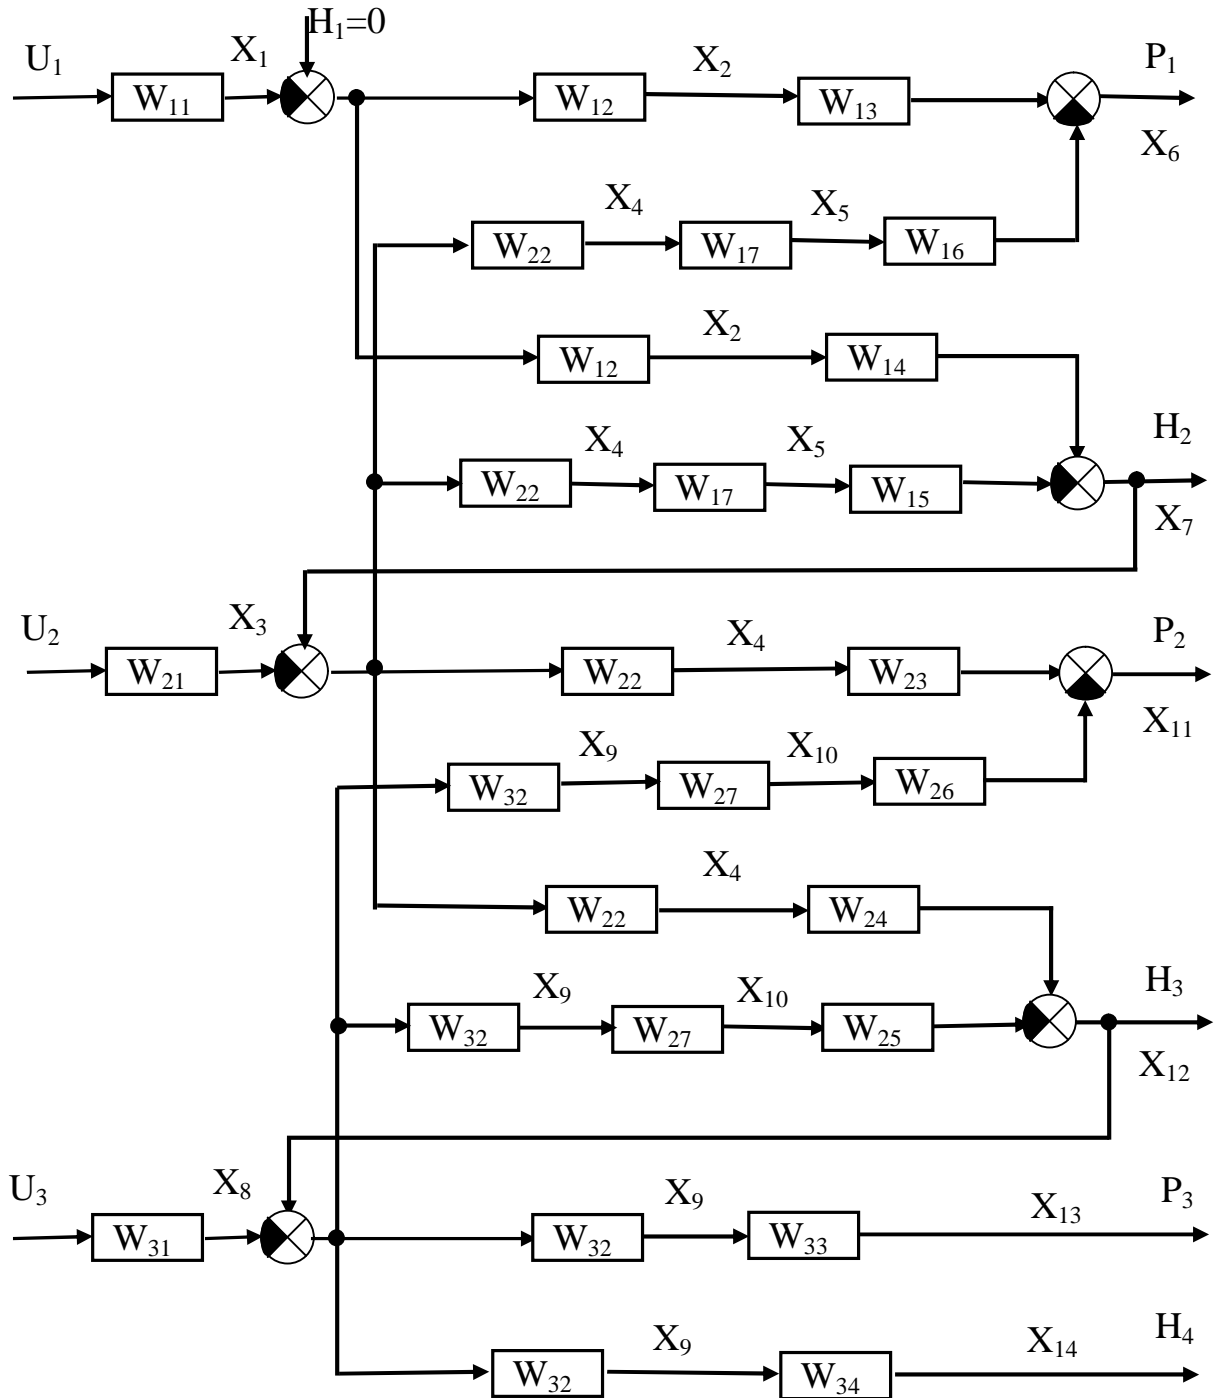 H₁=0
U₁ X₁ X₂ P₁
W₁₁ W₁₂ W₁₃
X₆
X₄ X₅
W₂₂ W₁₇ W₁₆
X₂
W₁₂ W₁₄
X₄ X₅ H₂
W₂₂ W₁₇ W₁₅
X₇
U₂ X₃ X₄ P₂
W₂₁ W₂₂ W₂₃
X₁₁
X₉ X₁₀
W₃₂ W₂₇ W₂₆
X₄
W₂₂ W₂₄
X₉ X₁₀ H₃
W₃₂ W₂₇ W₂₅
X₁₂
U₃ X₈ X₉ X₁₃ P₃
W₃₁ W₃₂ W₃₃
X₉ X₁₄ H₄
W₃₂ W₃₄